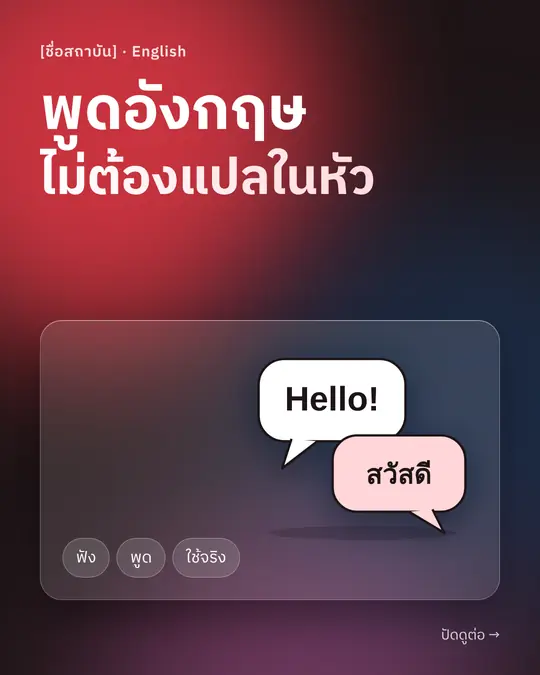 [ชื่อสถาบัน] · English
พูดอังกฤษ
ไม่ต้องแปลในหัว
Hello!
สวัสดี
ฟัง พูด ใช้จริง
ปัดดูต่อ →